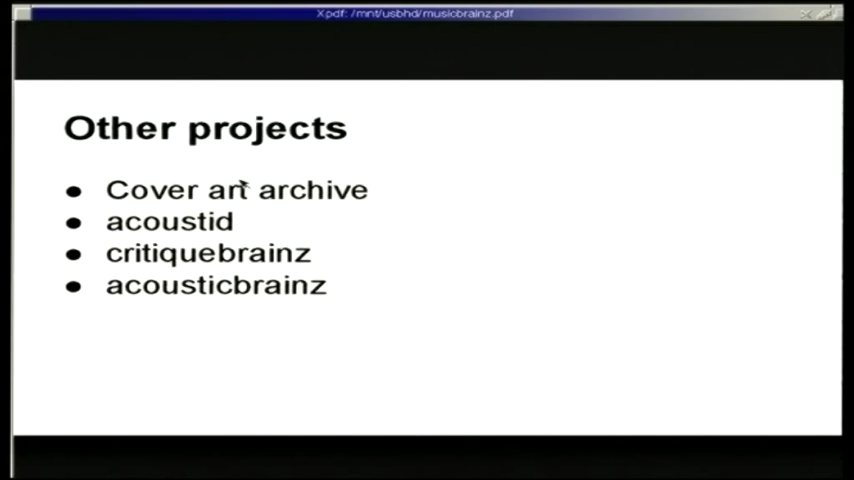 Xpdf: /mnt/usbhd/musicbrainz.pdf
Other projects
● Cover art archive
● acoustid
● critiquebrainz
● acousticbrainz